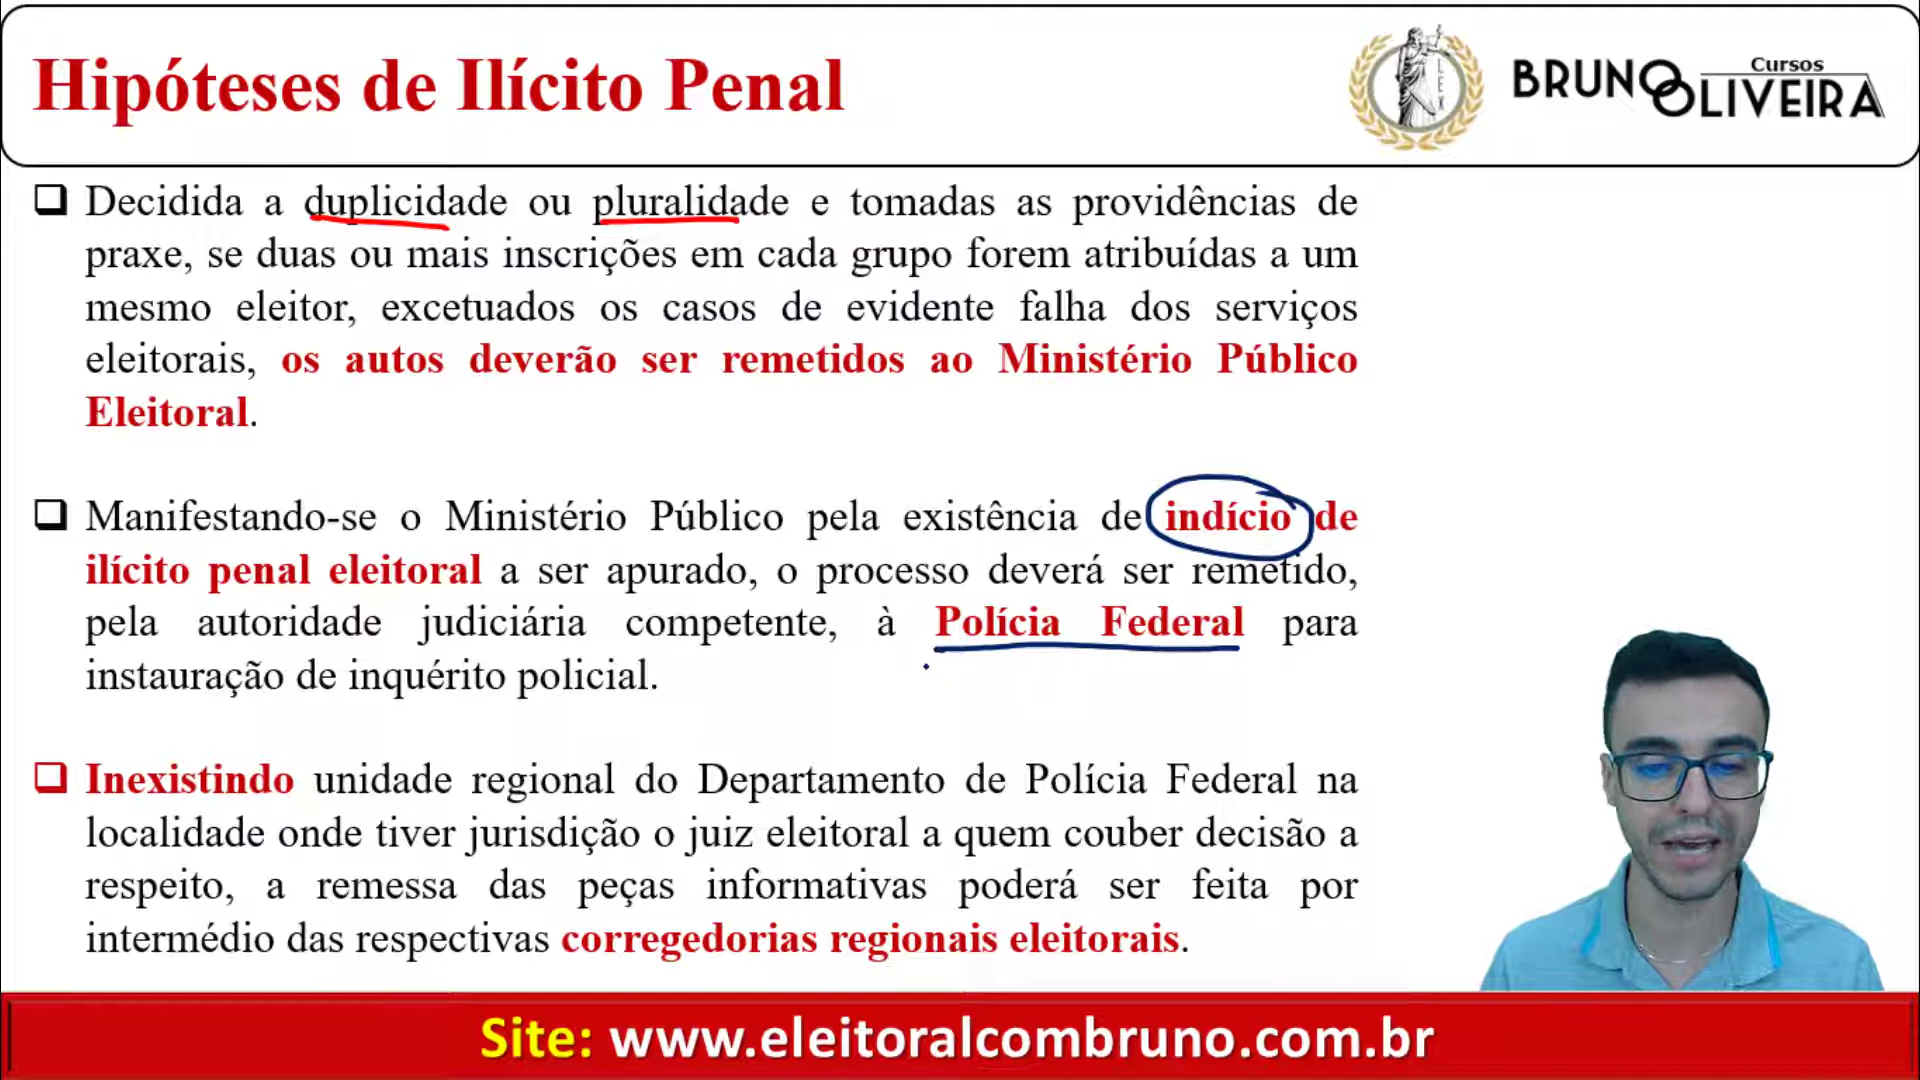 Hipóteses de Ilícito Penal
Cursos
BRUNO OLIVEIRA
Decidida a duplicidade ou pluralidade e tomadas as providências de
praxe, se duas ou mais inscrições em cada grupo forem atribuídas a um
mesmo eleitor, excetuados os casos de evidente falha dos serviços
eleitorais, os autos deverão ser remetidos ao Ministério Público
Eleitoral.
Manifestando-se o Ministério Público pela existência de indício de
ilícito penal eleitoral a ser apurado, o processo deverá ser remetido,
pela autoridade judiciária competente, à Polícia Federal para
instauração de inquérito policial.
Inexistindo unidade regional do Departamento de Polícia Federal na
localidade onde tiver jurisdição o juiz eleitoral a quem couber decisão a
respeito, a remessa das peças informativas poderá ser feita por
intermédio das respectivas corregedorias regionais eleitorais.
Site: www.eleitoralcombruno.com.br